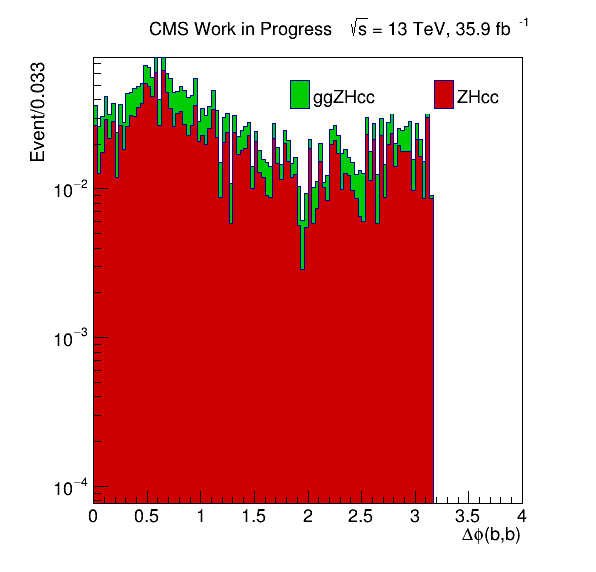 CMS Work in Progress √s = 13 TeV, 35.9 fb⁻¹
Event/0.033
ggZHcc ZHcc
10⁻²
10⁻³
10⁻⁴
0 0.5 1 1.5 2 2.5 3 3.5 4
Δϕ(b,b)